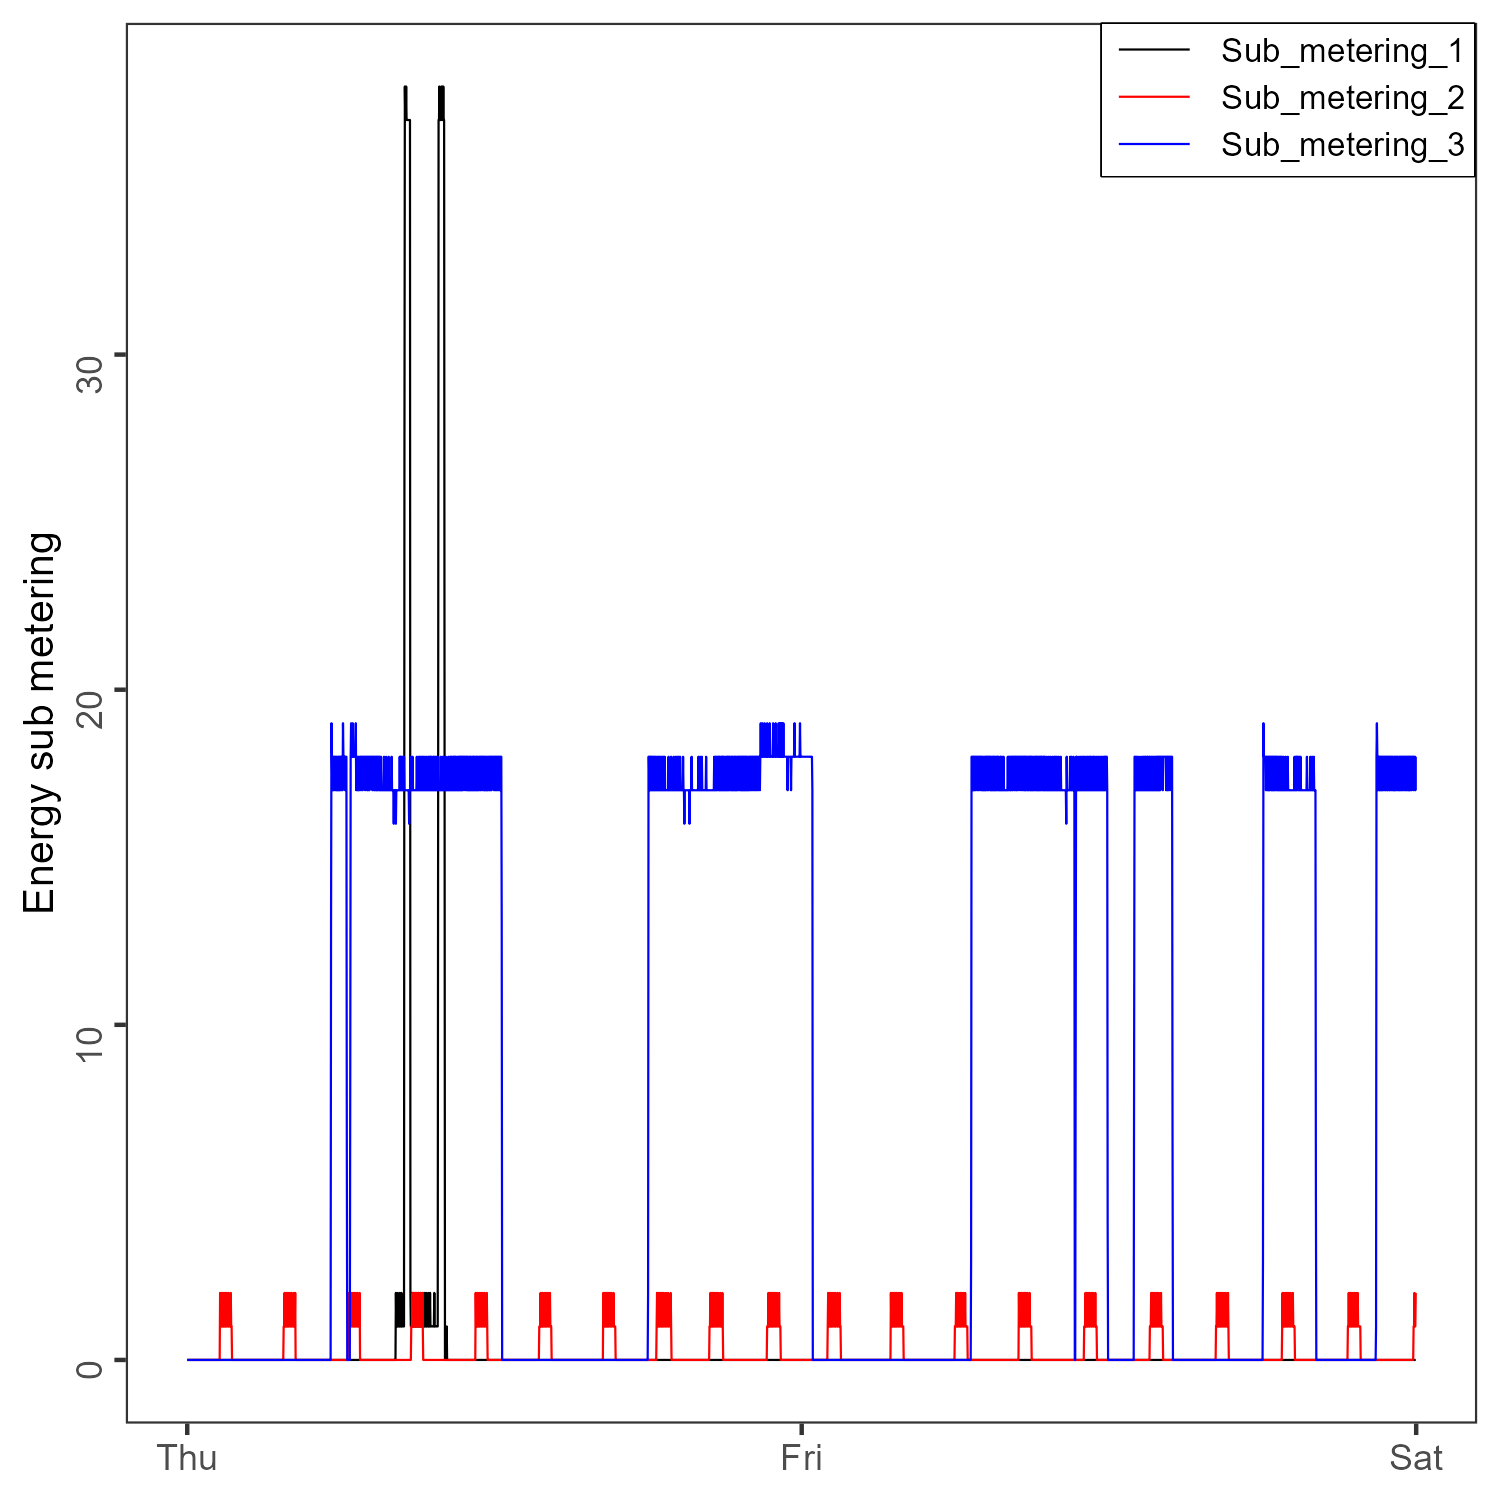 Sub_metering_1
Sub_metering_2
Sub_metering_3
Energy sub metering
30
20
10
0
Thu Fri Sat